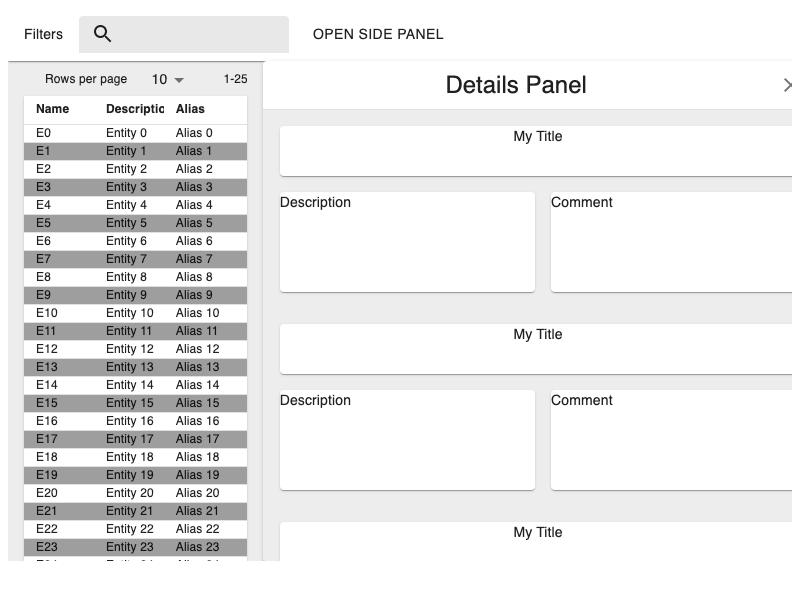 Filters
OPEN SIDE PANEL
Rows per page 10 1-25
Name Descriptic Alias
E0 Entity 0 Alias 0
E1 Entity 1 Alias 1
E2 Entity 2 Alias 2
E3 Entity 3 Alias 3
E4 Entity 4 Alias 4
E5 Entity 5 Alias 5
E6 Entity 6 Alias 6
E7 Entity 7 Alias 7
E8 Entity 8 Alias 8
E9 Entity 9 Alias 9
E10 Entity 10 Alias 10
E11 Entity 11 Alias 11
E12 Entity 12 Alias 12
E13 Entity 13 Alias 13
E14 Entity 14 Alias 14
E15 Entity 15 Alias 15
E16 Entity 16 Alias 16
E17 Entity 17 Alias 17
E18 Entity 18 Alias 18
E19 Entity 19 Alias 19
E20 Entity 20 Alias 20
E21 Entity 21 Alias 21
E22 Entity 22 Alias 22
E23 Entity 23 Alias 23
Details Panel
My Title
Description
Comment
My Title
Description
Comment
My Title